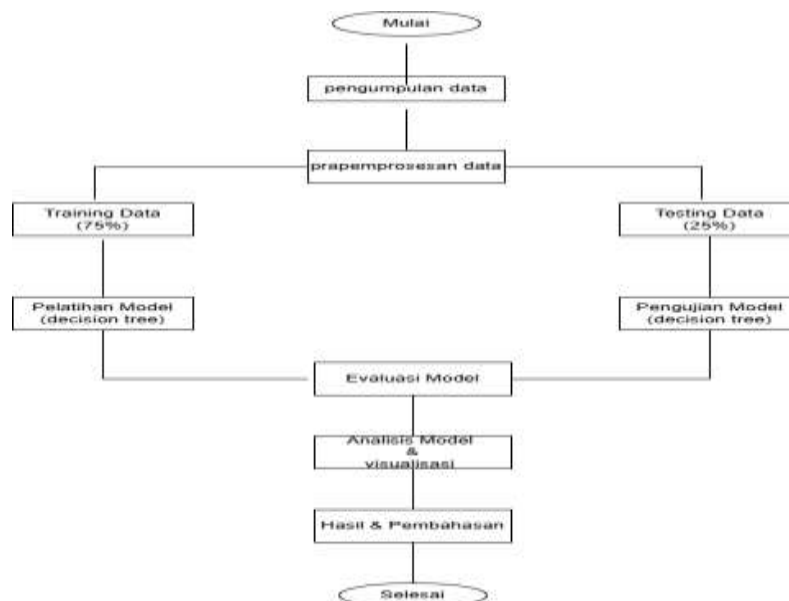 Mulai
pengumpulan data
prapemprosesan data
Training Data
(75%)
Testing Data
(25%)
Pelatihan Model
(decision tree)
Pengujian Model
(decision tree)
Evaluasi Model
Analisis Model
&
visualisasi
Hasil & Pembahasan
Selesai